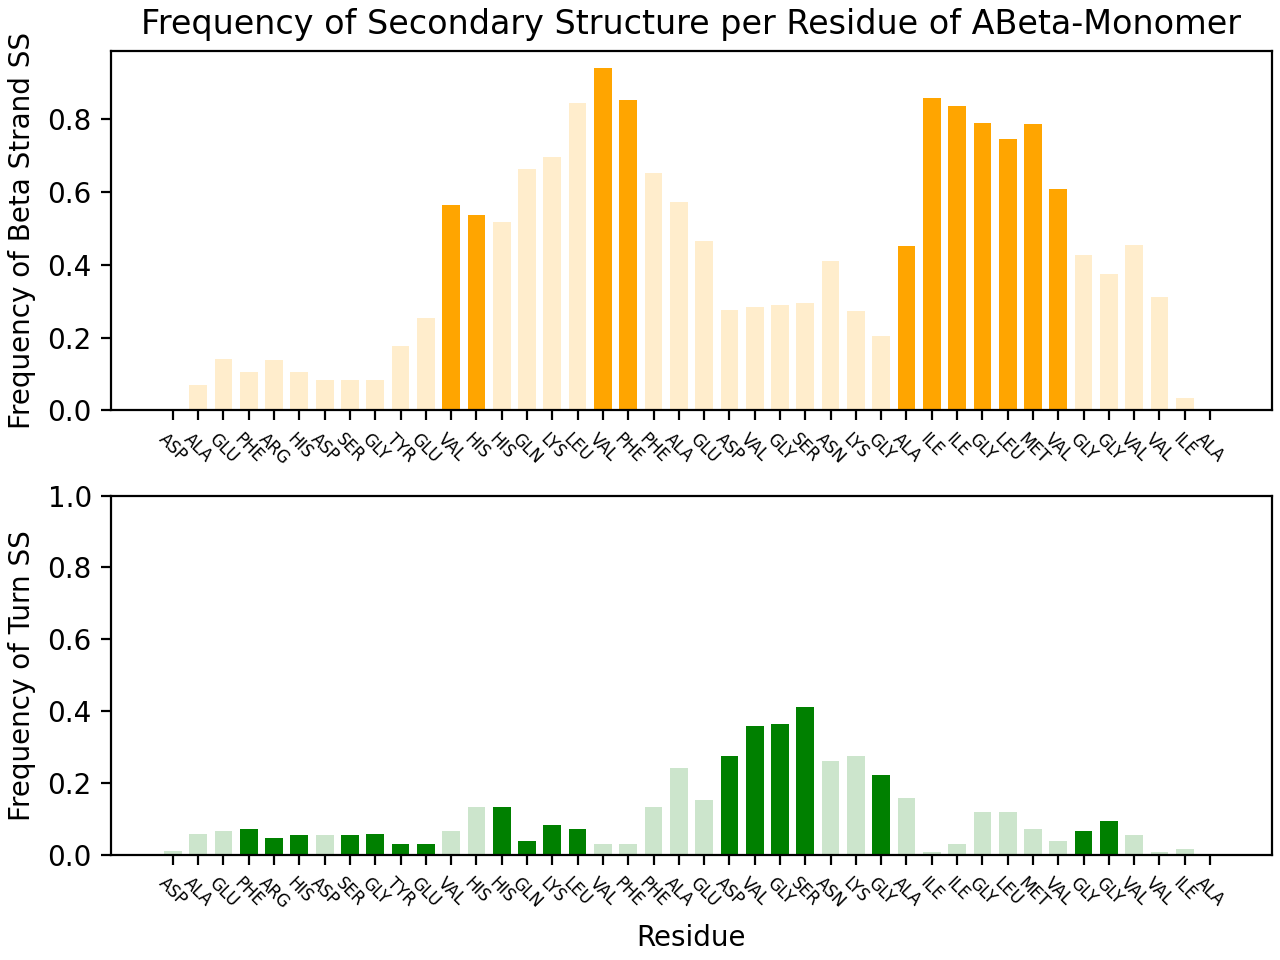 Frequency of Secondary Structure per Residue of ABeta-Monomer
Frequency of Beta Strand SS
0.8
0.6
0.4
0.2
0.0
ASP ALA GLU PHE ARG HIS ASP SER GLY TYR GLU VAL HIS HIS GLN LYS LEU VAL PHE PHE ALA GLU ASP VAL GLY SER ASN LYS GLY ALA ILE ILE GLY LEU MET VAL GLY GLY VAL VAL ILE ALA
Frequency of Turn SS
1.0
0.8
0.6
0.4
0.2
0.0
ASP ALA GLU PHE ARG HIS ASP SER GLY TYR GLU VAL HIS HIS GLN LYS LEU VAL PHE PHE ALA GLU ASP VAL GLY SER ASN LYS GLY ALA ILE ILE GLY LEU MET VAL GLY GLY VAL VAL ILE ALA
Residue